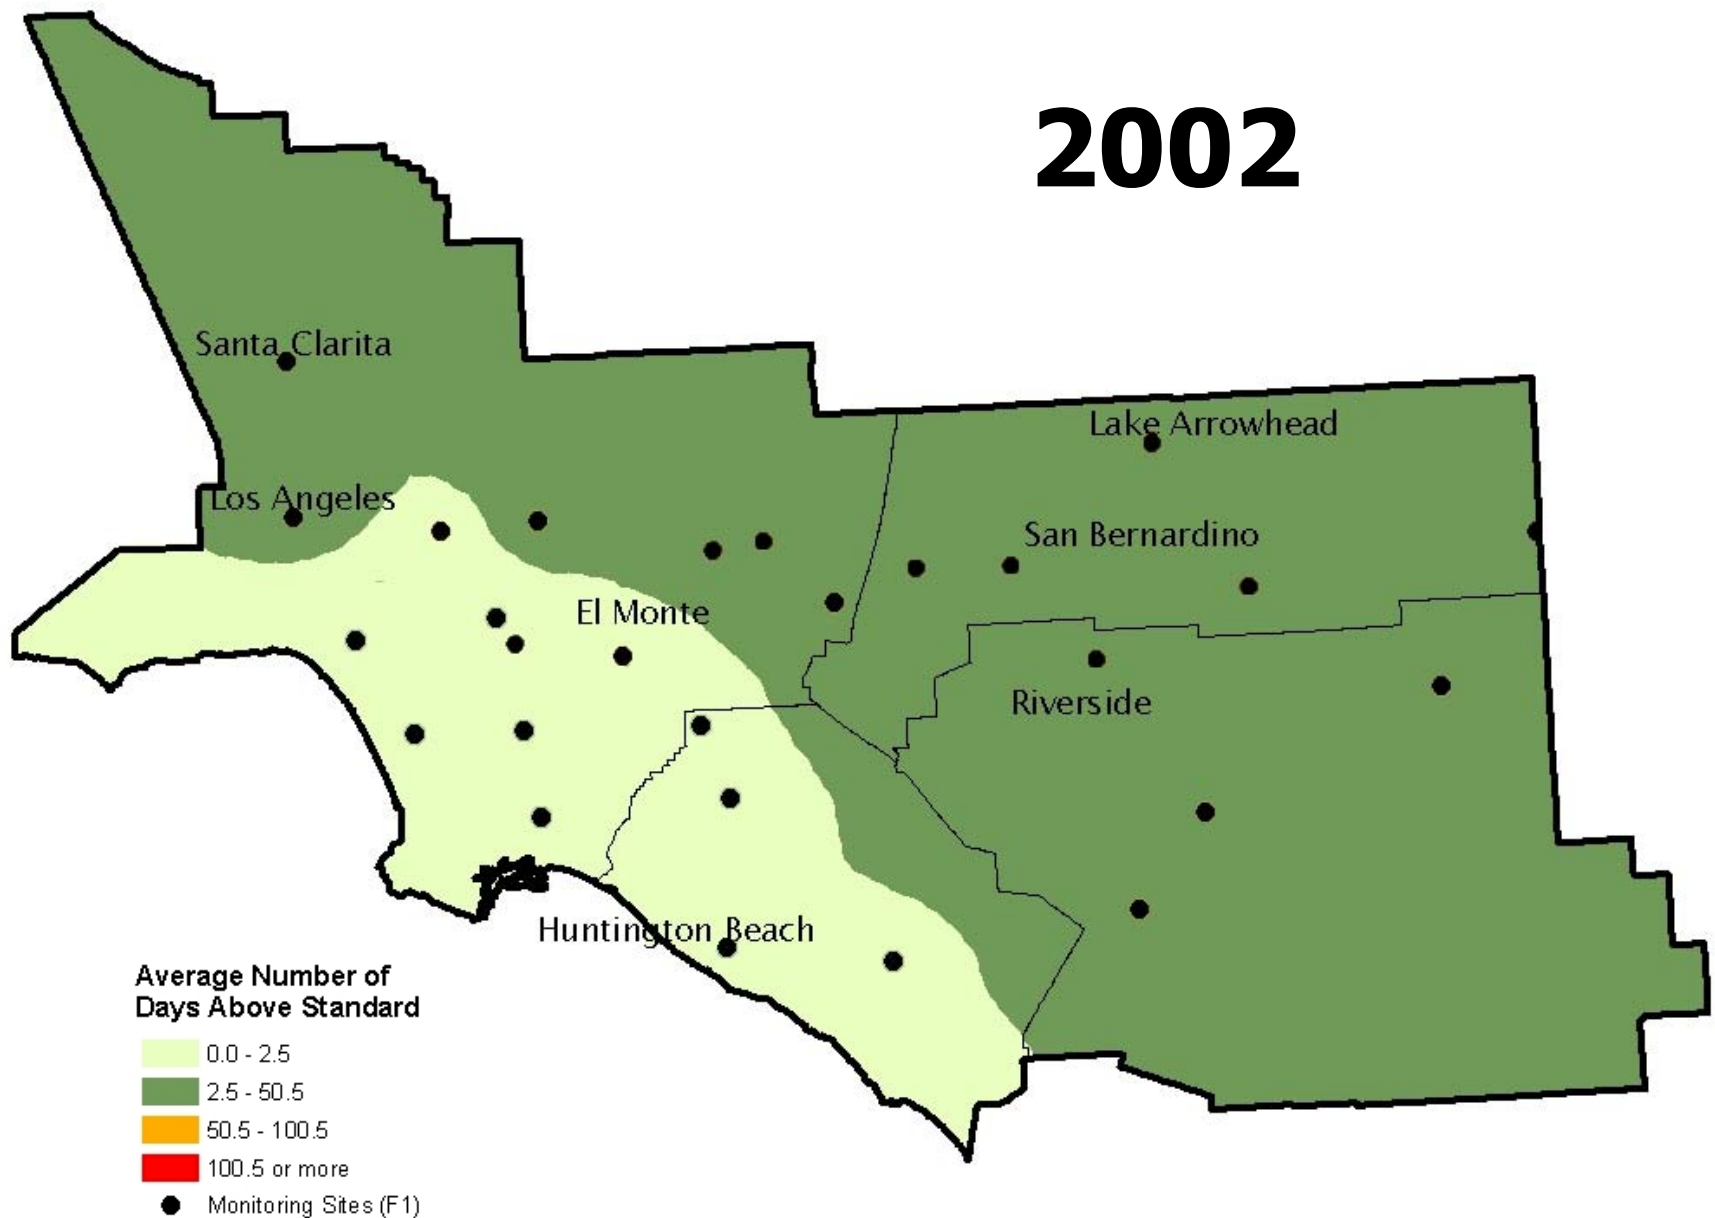 2002
Santa Clarita
Lake Arrowhead
Los Angeles
San Bernardino
El Monte
Riverside
Huntington Beach
Average Number of
Days Above Standard
0.0 - 2.5
2.5 - 50.5
50.5 - 100.5
100.5 or more
Monitoring Sites (F1)